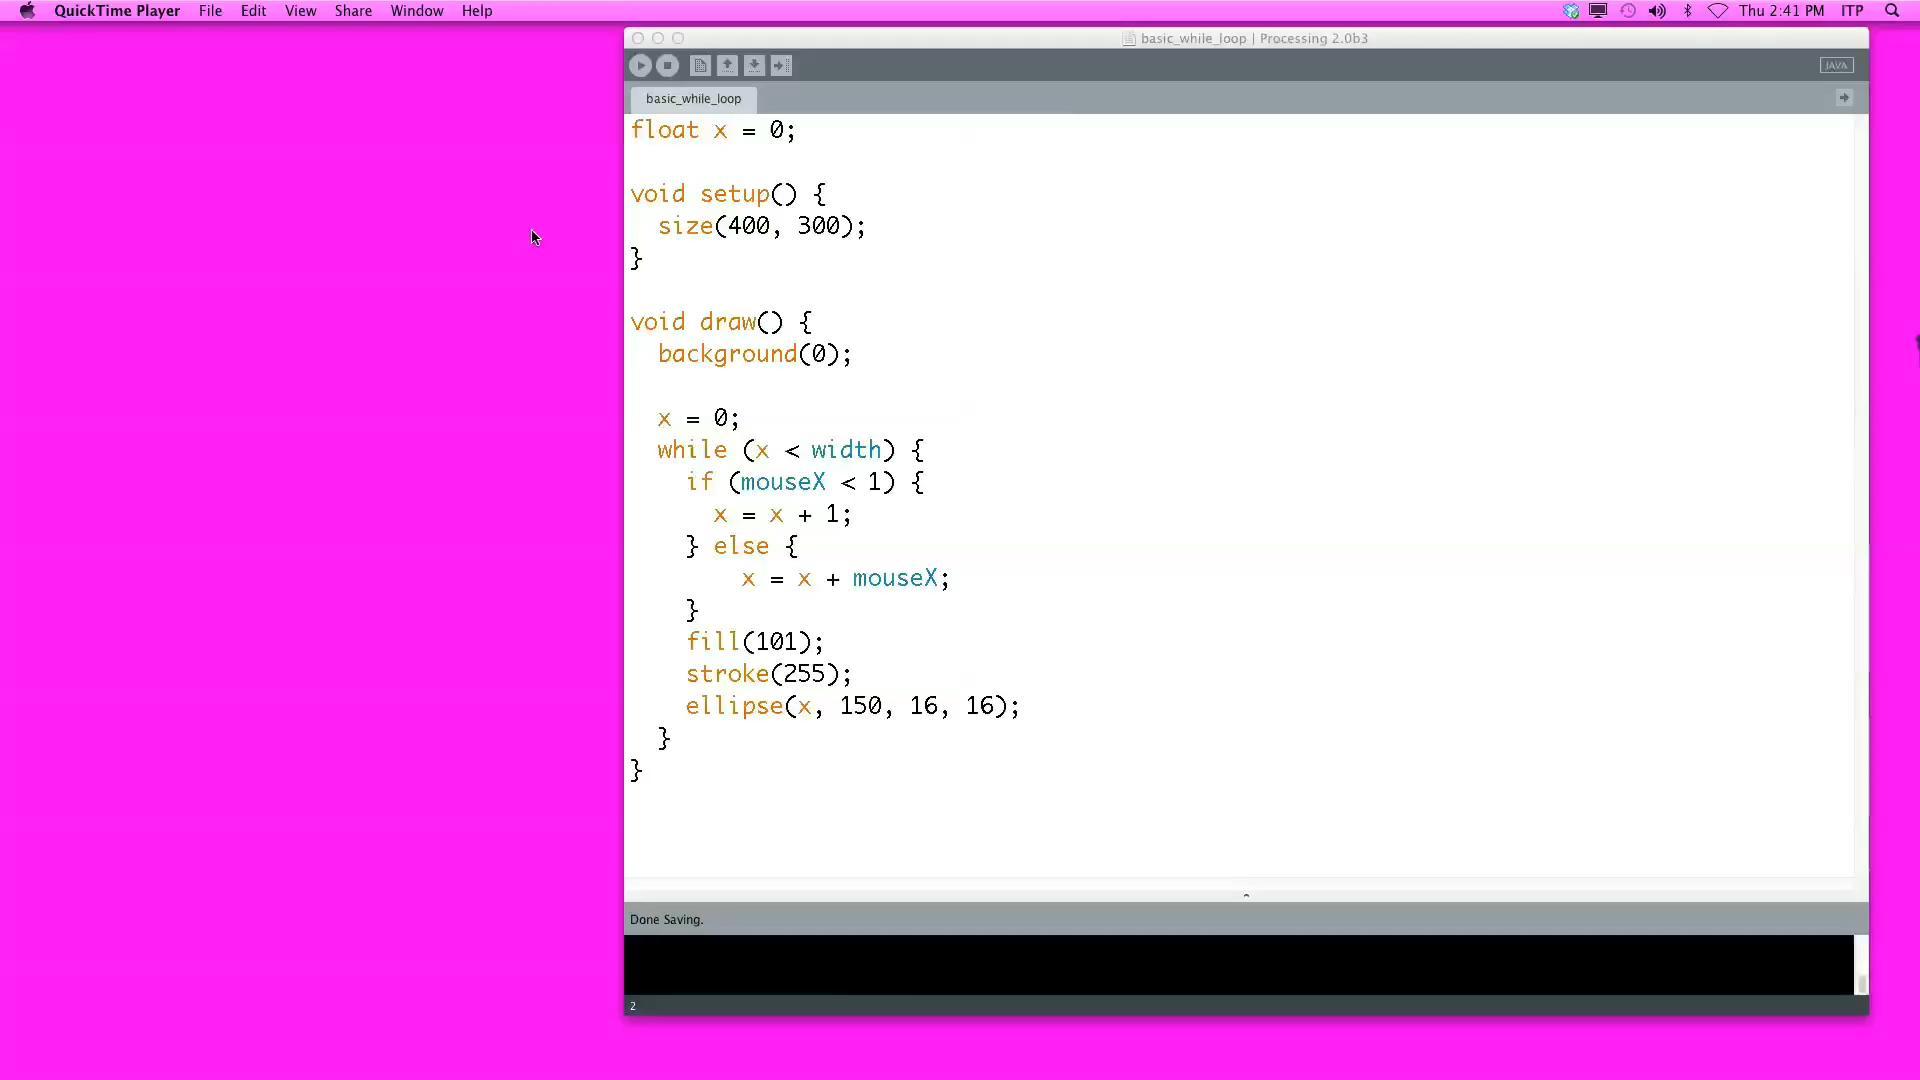 QuickTime Player File Edit View Share Window Help Thu 2:41 PM ITP
basic_while_loop | Processing 2.0b3
JAVA
basic_while_loop
float x = 0;
void setup() {
size(400, 300);
}
void draw() {
background(0);
x = 0;
while (x < width) {
if (mouseX < 1) {
x = x + 1;
} else {
x = x + mouseX;
}
fill(101);
stroke(255);
ellipse(x, 150, 16, 16);
}
}
Done Saving.
2